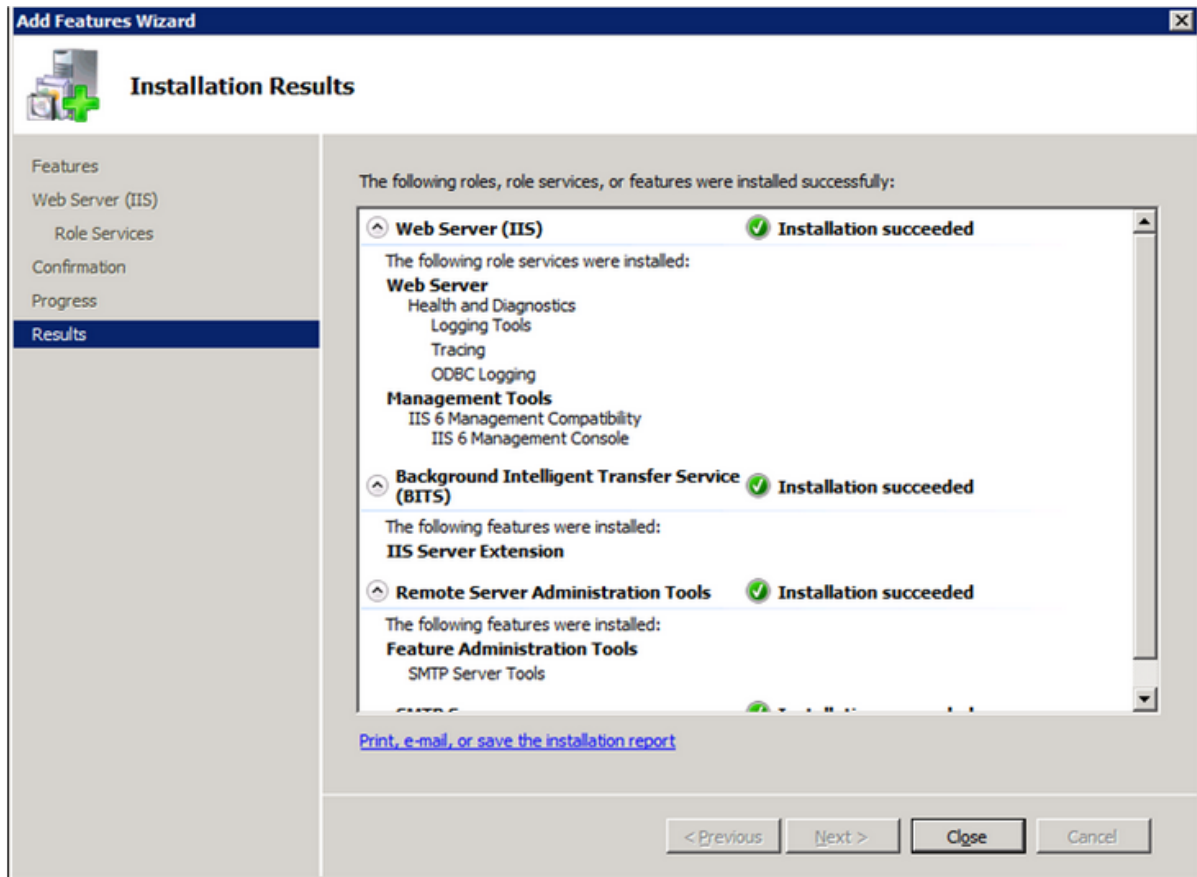 Add Features Wizard
Installation Results
Features
Web Server (IIS)
Role Services
Confirmation
Progress
Results
The following roles, role services, or features were installed successfully:
Web Server (IIS) Installation succeeded
The following role services were installed:
Web Server
Health and Diagnostics
Logging Tools
Tracing
ODBC Logging
Management Tools
IIS 6 Management Compatibility
IIS 6 Management Console
Background Intelligent Transfer Service
(BITS) Installation succeeded
The following features were installed:
IIS Server Extension
Remote Server Administration Tools Installation succeeded
The following features were installed:
Feature Administration Tools
SMTP Server Tools
Print, e-mail, or save the installation report
< Previous Next > Close Cancel